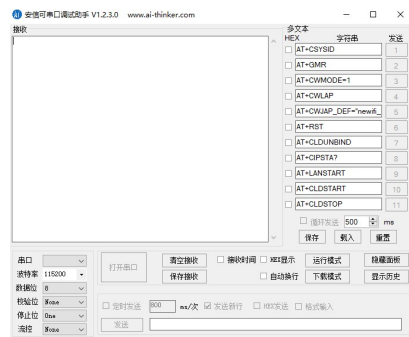 安信可串口调试助手 V1.2.3.0 www.ai-thinker.com
接收
多文本
HEX 字符串 发送
AT+CSYSID 1
AT+GMR 2
AT+CWMODE=1 3
AT+CWLAP 4
AT+CWJAP_DEF="newifi_ 5
AT+RST 6
AT+CLDUNBIND 7
AT+CIPSTA? 8
AT+LANSTART 9
AT+CLDSTART 10
AT+CLDSTOP 11
循环发送 500 ms
保存 载入 重置
串口
波特率 115200
数据位 8
校验位 None
停止位 One
流控 None
打开串口
清空接收 接收时间 HEX显示 运行模式 隐藏面板
保存接收 自动换行 下载模式 显示历史
定时发送 800 ms/次 发送新行 HEX发送 格式输入
发送